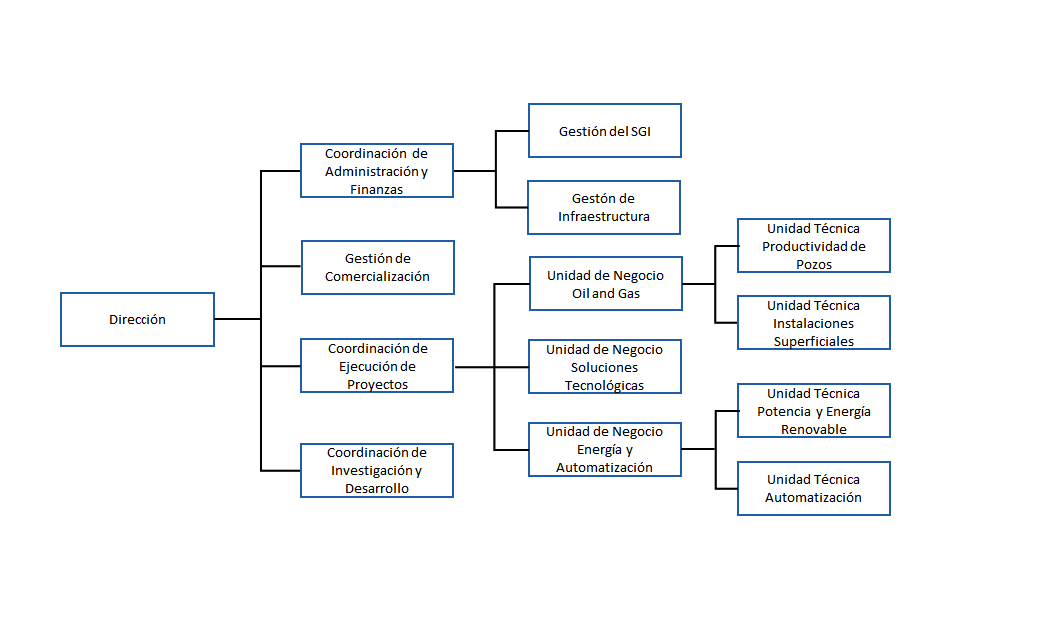 Dirección
Coordinación de
Administración y
Finanzas
Gestión de
Comercialización
Coordinación de
Ejecución de
Proyectos
Coordinación de
Investigación y
Desarrollo
Gestión del SGI
Gestón de
Infraestructura
Unidad de Negocio
Oil and Gas
Unidad de Negocio
Soluciones
Tecnológicas
Unidad de Negocio
Energía y
Automatización
Unidad Técnica
Productividad de
Pozos
Unidad Técnica
Instalaciones
Superficiales
Unidad Técnica
Potencia y Energía
Renovable
Unidad Técnica
Automatización